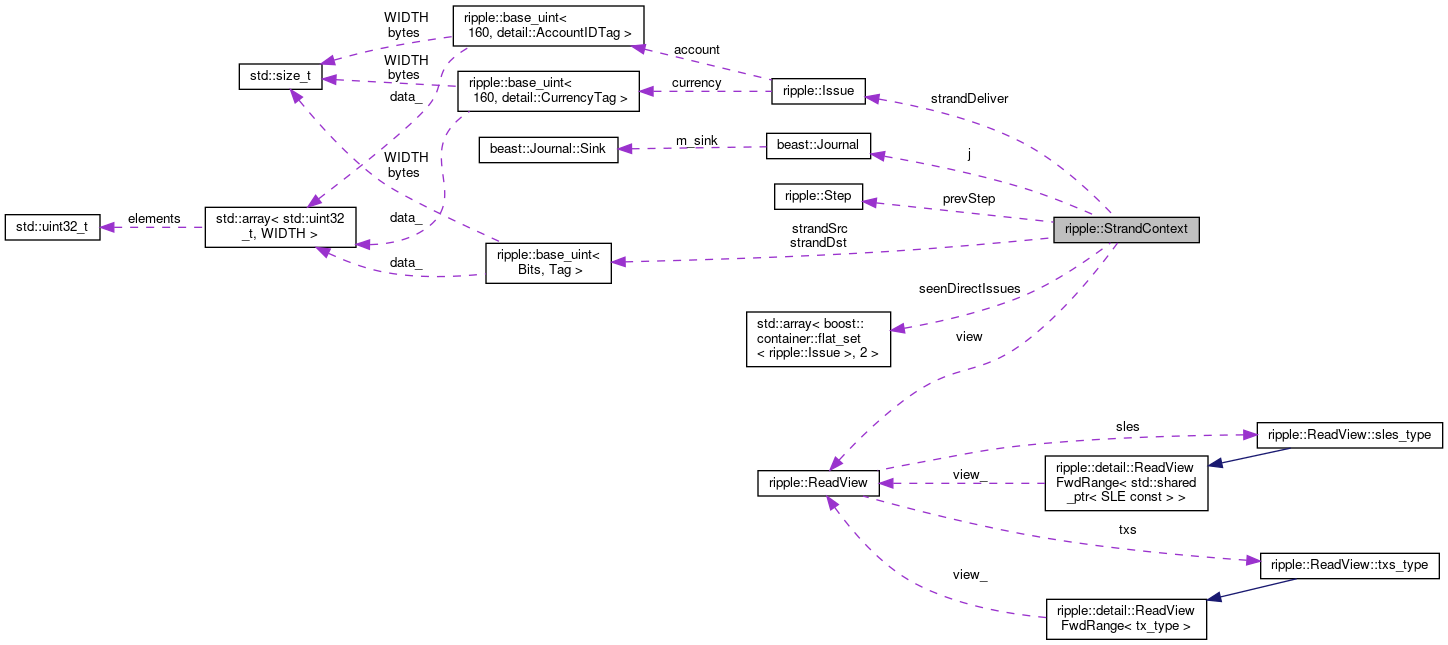 WIDTH
bytes
ripple::base_uint<
160, detail::AccountIDTag >
account
std::size_t
WIDTH
bytes
ripple::base_uint<
160, detail::CurrencyTag >
currency
ripple::Issue
strandDeliver
data_
beast::Journal::Sink
m_sink
beast::Journal
j
WIDTH
bytes
ripple::Step
prevStep
std::uint32_t
elements
std::array< std::uint32
_t, WIDTH >
data_
strandSrc
strandDst
ripple::StrandContext
data_
ripple::base_uint<
Bits, Tag >
seenDirectIssues
std::array< boost::
container::flat_set
< ripple::Issue >, 2 >
view
sles
ripple::ReadView::sles_type
ripple::ReadView
view_
ripple::detail::ReadView
FwdRange< std::shared
_ptr< SLE const > >
txs
ripple::ReadView::txs_type
view_
ripple::detail::ReadView
FwdRange< tx_type >